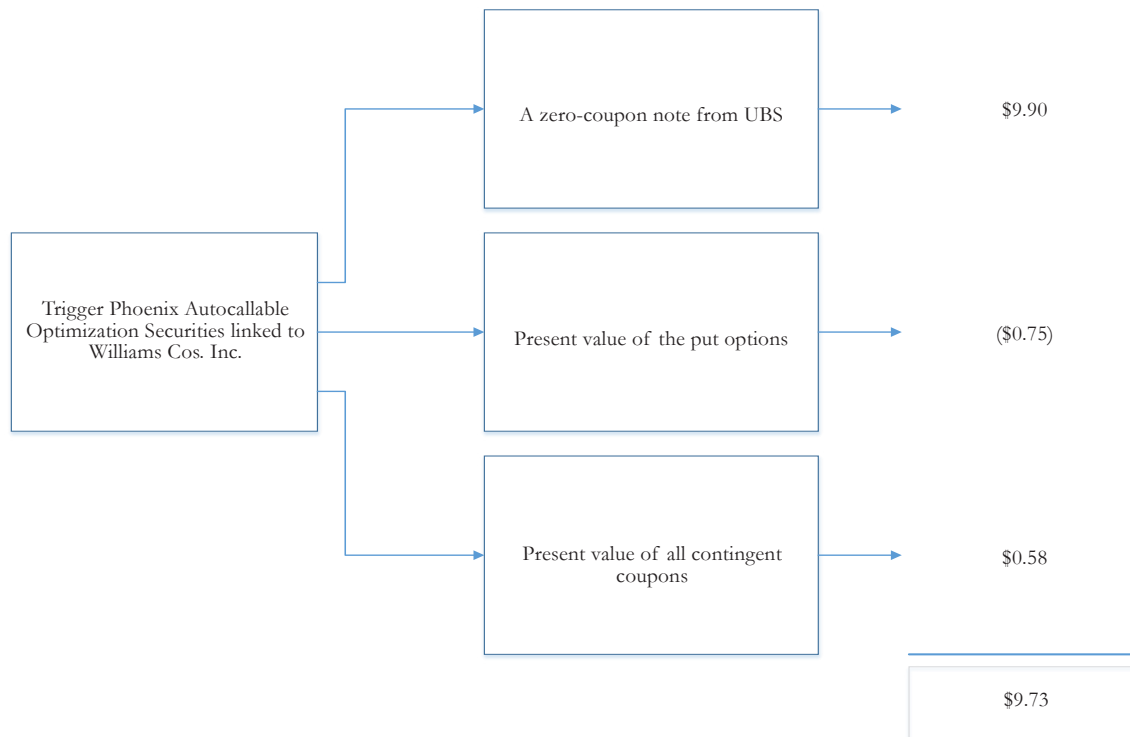 A zero-coupon note from UBS
$9.90
Trigger Phoenix Autocallable
Optimization Securities linked to
Williams Cos. Inc.
Present value of the put options
($0.75)
Present value of all contingent
coupons
$0.58
$9.73